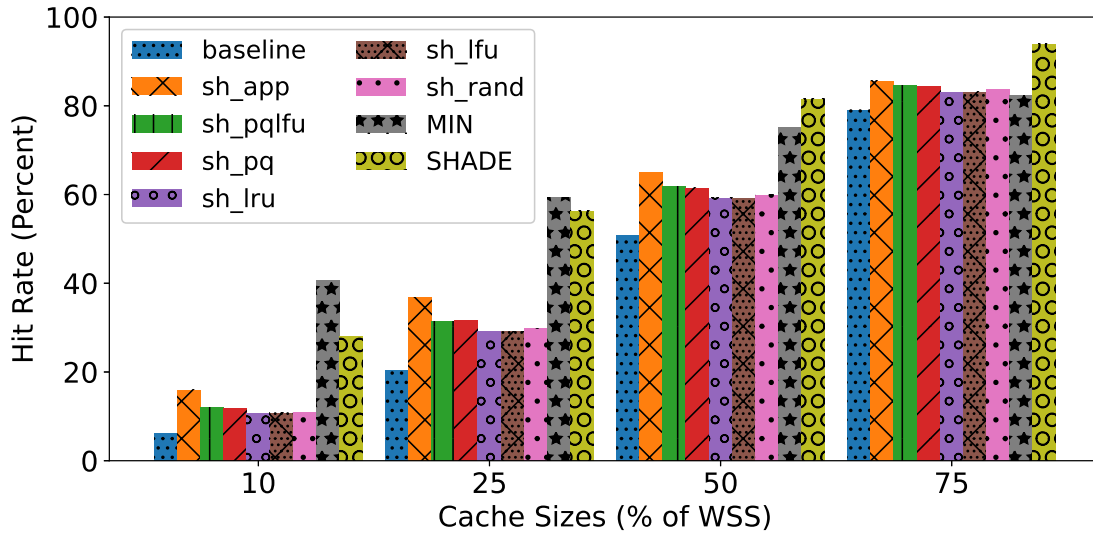 100
80
60
40
20
0
Hit Rate (Percent)
baseline
sh_app
sh_pqlfu
sh_pq
sh_lru
sh_lfu
sh_rand
MIN
SHADE
10 25 50 75
Cache Sizes (% of WSS)